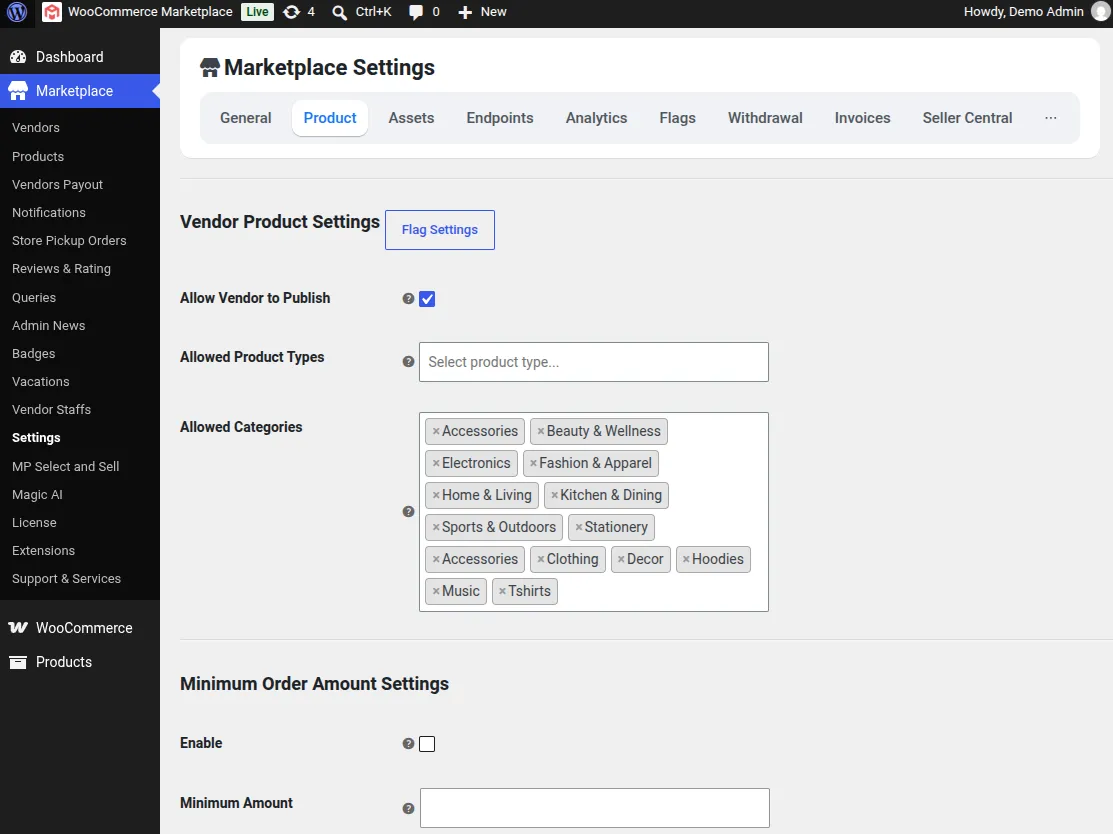 WooCommerce Marketplace Live 4 Ctrl+K 0 New Howdy, Demo Admin
Dashboard
Marketplace
Vendors
Products
Vendors Payout
Notifications
Store Pickup Orders
Reviews & Rating
Queries
Admin News
Badges
Vacations
Vendor Staffs
Settings
MP Select and Sell
Magic AI
License
Extensions
Support & Services
WooCommerce
Products
Marketplace Settings
General Product Assets Endpoints Analytics Flags Withdrawal Invoices Seller Central ...
Vendor Product Settings Flag Settings
Allow Vendor to Publish ?
Allowed Product Types ? Select product type...
Allowed Categories ?
×Accessories ×Beauty & Wellness
×Electronics ×Fashion & Apparel
×Home & Living ×Kitchen & Dining
×Sports & Outdoors ×Stationery
×Accessories ×Clothing ×Decor ×Hoodies
×Music ×Tshirts
Minimum Order Amount Settings
Enable ?
Minimum Amount ?